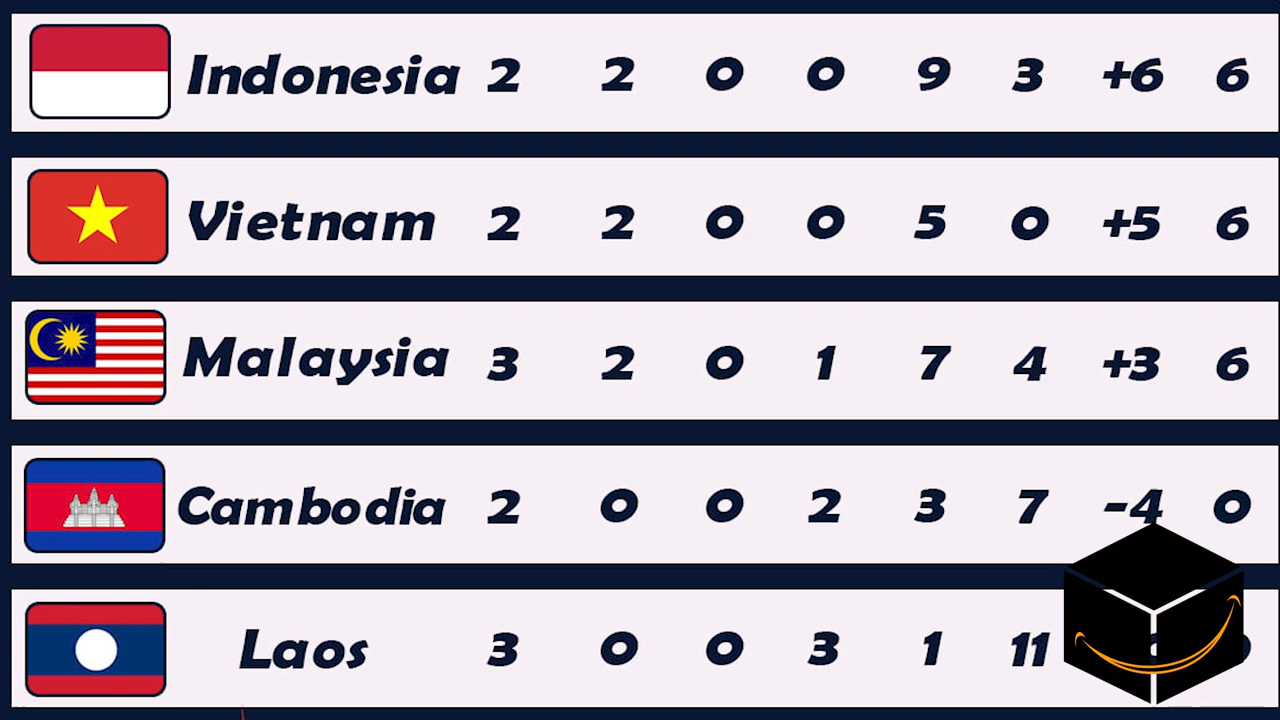 Indonesia 2 2 0 0 9 3 +6 6
Vietnam 2 2 0 0 5 0 +5 6
Malaysia 3 2 0 1 7 4 +3 6
Cambodia 2 0 0 2 3 7 -4 0
Laos 3 0 0 3 1 11